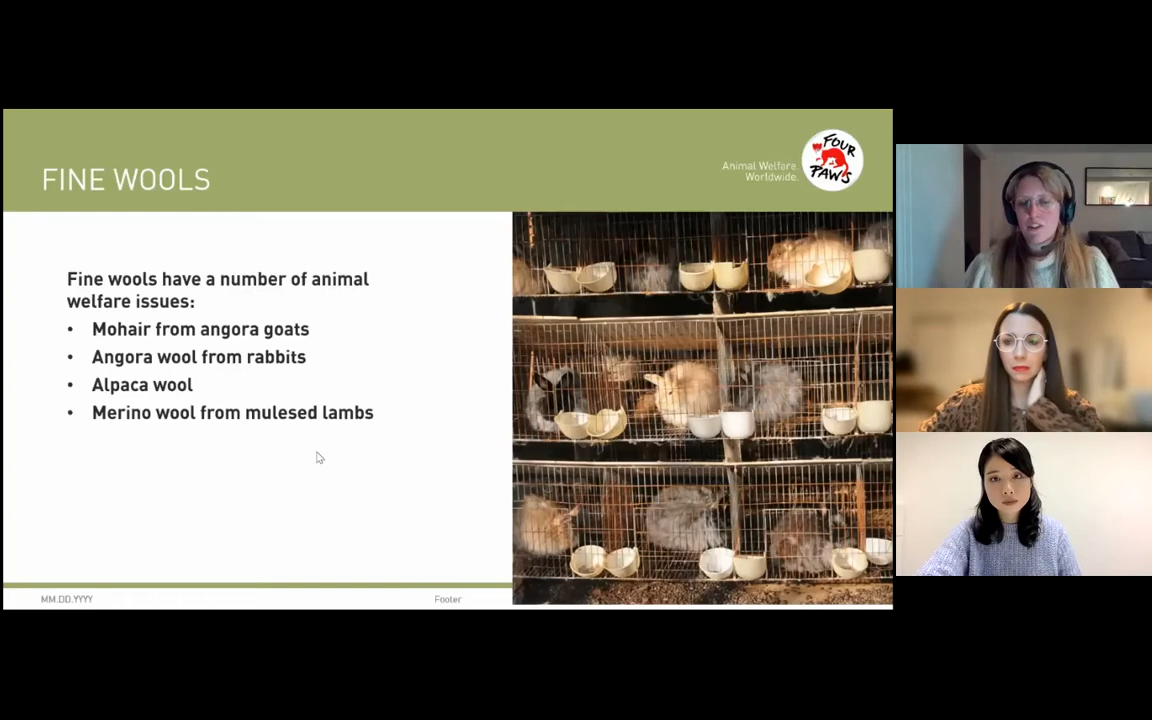 FINE WOOLS
Animal Welfare.
Worldwide.
FOUR
PAWS
Fine wools have a number of animal
welfare issues:
• Mohair from angora goats
• Angora wool from rabbits
• Alpaca wool
• Merino wool from mulesed lambs
MM.DD.YYYY
Footer